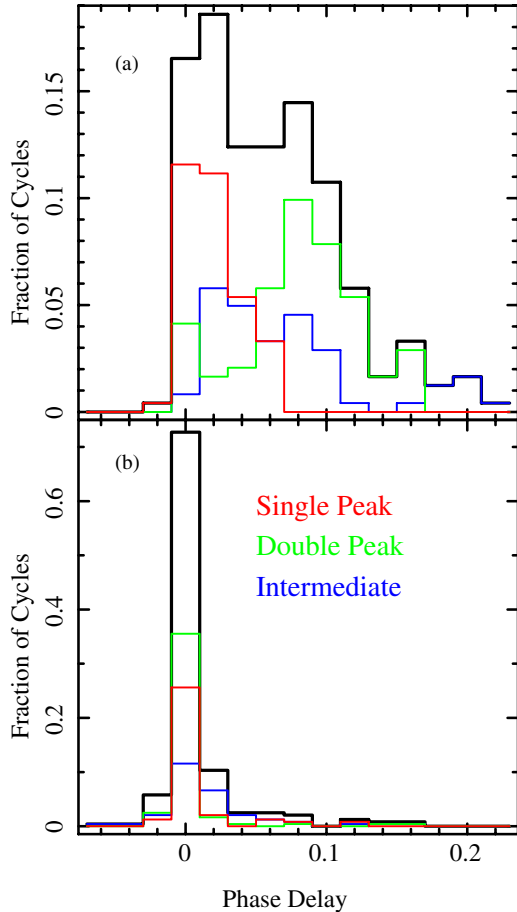 (a)
Fraction of Cycles
0.15
0.1
0.05
0
(b)
Single Peak
Double Peak
Intermediate
Fraction of Cycles
0.6
0.4
0.2
0
0 0.1 0.2
Phase Delay